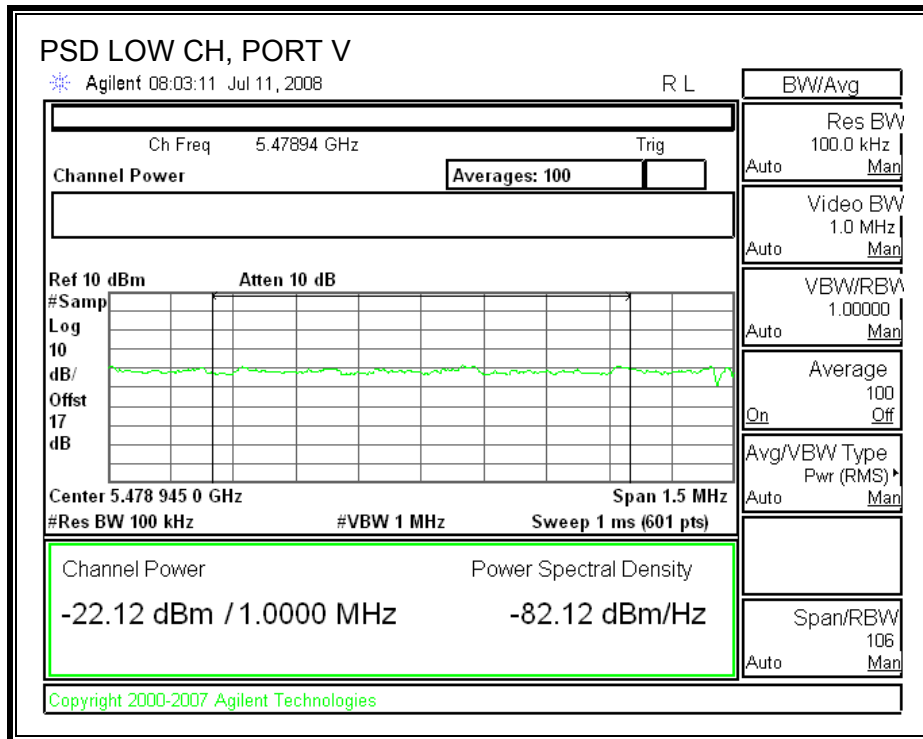 PSD LOW CH, PORT V
Agilent 08:03:11 Jul 11, 2008 R L
BW/Avg
Ch Freq 5.47894 GHz Trig
Channel Power Averages: 100
Res BW
100.0 kHz
Auto Man
Video BW
1.0 MHz
Auto Man
Ref 10 dBm Atten 10 dB
#Samp
Log
10
dB/
Offst
17
dB
VBW/RBW
1.00000
Auto Man
Average
100
On Off
Avg/VBW Type
Pwr (RMS)
Auto Man
Center 5.478 945 0 GHz Span 1.5 MHz
#Res BW 100 kHz #VBW 1 MHz Sweep 1 ms (601 pts)
Channel Power Power Spectral Density
-22.12 dBm / 1.0000 MHz -82.12 dBm/Hz
Span/RBW
106
Auto Man
Copyright 2000-2007 Agilent Technologies